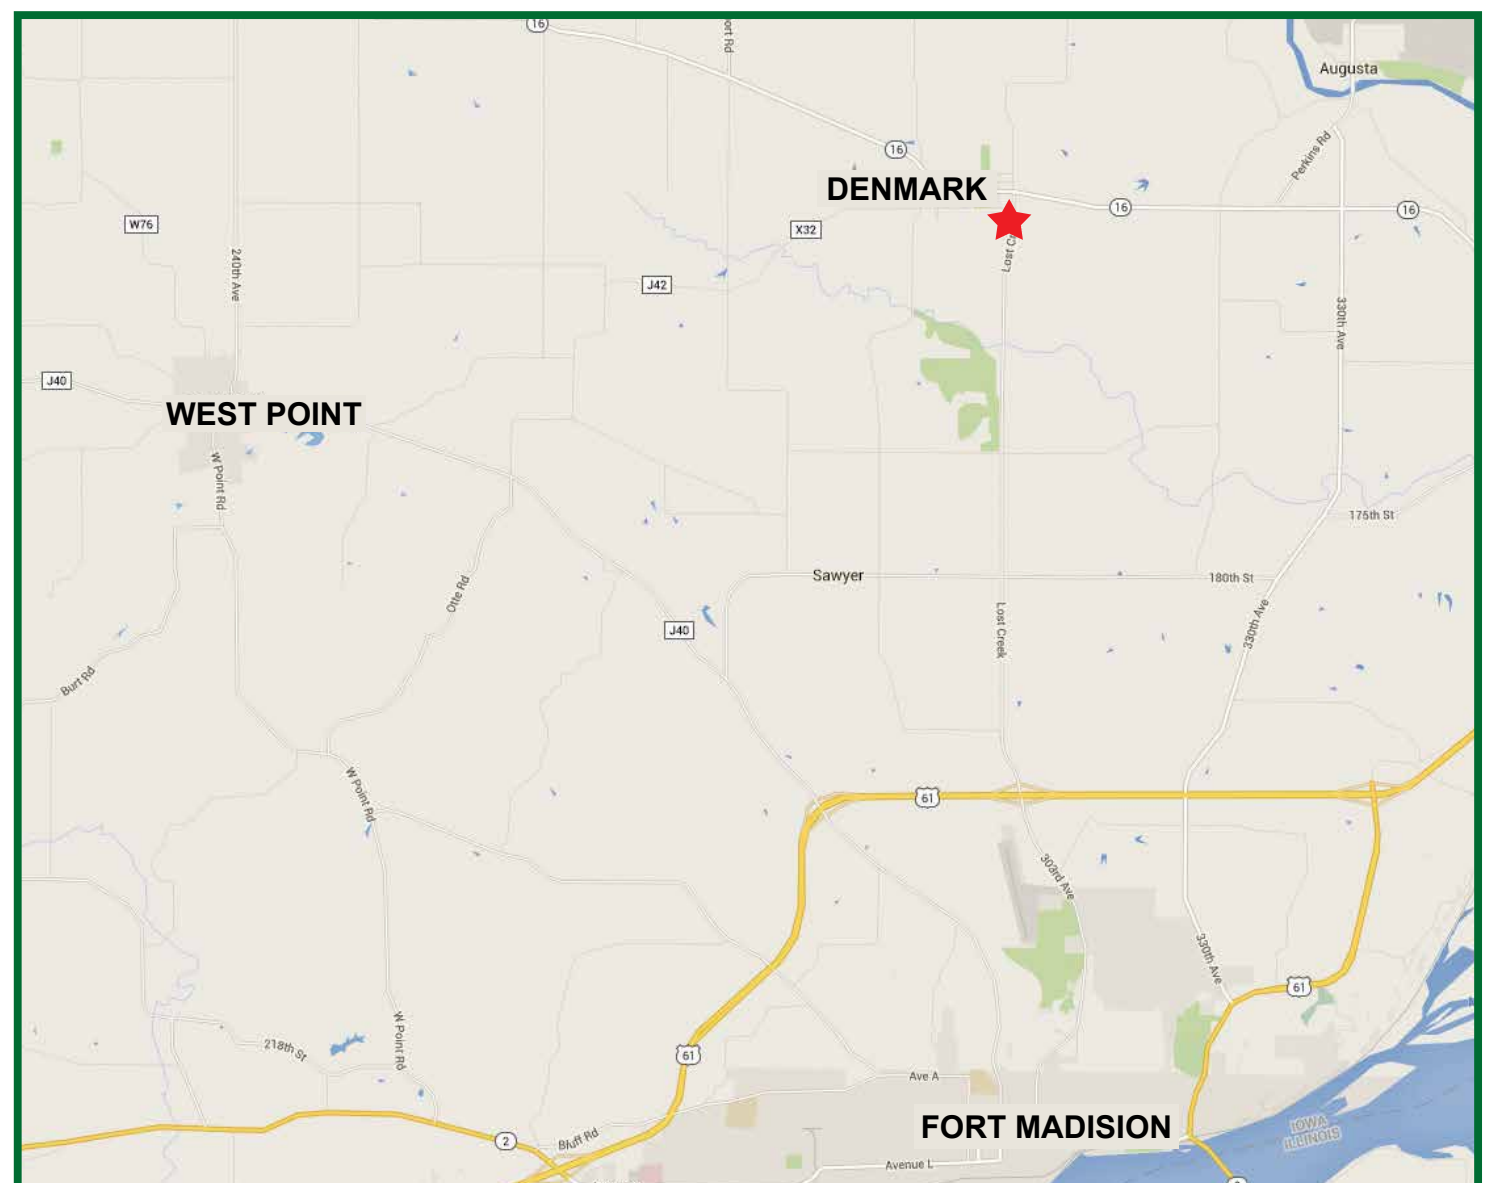 16
ort Rd
Augusta
16
Perkins Rd
DENMARK
16
16
W76
X32
Lost C
240th Ave
J42
330th Ave
J40
WEST POINT
W Point Rd
175th St
Sawyer
180th St
Otte Rd
Lost Creek
330th Ave
J40
Burt Rd
W Point Rd
61
303rd Ave
330th Ave
61
W Point Rd
218th St
61
Ave A
FORT MADISION
IOWA
ILLINOIS
2
Bluff Rd
Avenue L